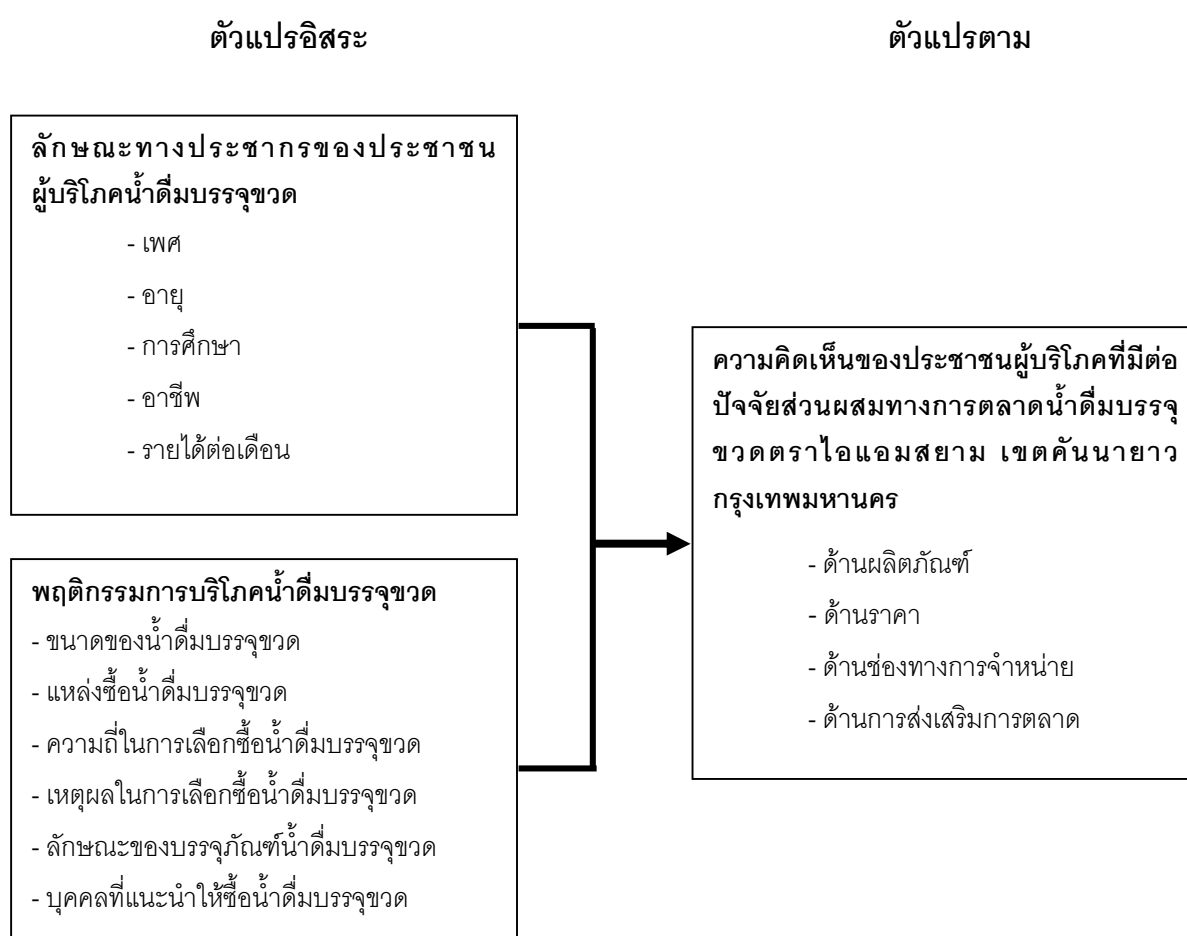 ตัวแปรอิสระ
ตัวแปรตาม
ลักษณะทางประชากรของประชาชน
ผู้บริโภคน้ำดื่มบรรจุขวด
- เพศ
- อายุ
- การศึกษา
- อาชีพ
- รายได้ต่อเดือน
พฤติกรรมการบริโภคน้ำดื่มบรรจุขวด
- ขนาดของน้ำดื่มบรรจุขวด
- แหล่งซื้อน้ำดื่มบรรจุขวด
- ความถี่ในการเลือกซื้อน้ำดื่มบรรจุขวด
- เหตุผลในการเลือกซื้อน้ำดื่มบรรจุขวด
- ลักษณะของบรรจุภัณฑ์น้ำดื่มบรรจุขวด
- บุคคลที่แนะนำให้ซื้อน้ำดื่มบรรจุขวด
ความคิดเห็นของประชาชนผู้บริโภคที่มีต่อ
ปัจจัยส่วนผสมทางการตลาดน้ำดื่มบรรจุ
ขวดตราไอแอมสยาม เขตคันนายาว
กรุงเทพมหานคร
- ด้านผลิตภัณฑ์
- ด้านราคา
- ด้านช่องทางการจำหน่าย
- ด้านการส่งเสริมการตลาด